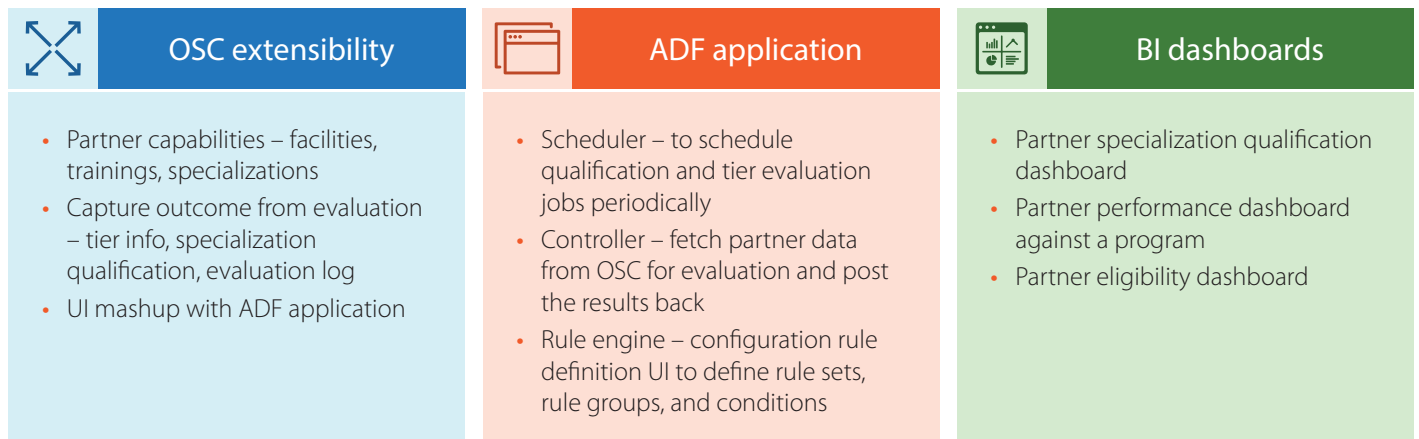 OSC extensibility
• Partner capabilities – facilities,
trainings, specializations
• Capture outcome from evaluation
– tier info, specialization
qualification, evaluation log
• UI mashup with ADF application
ADF application
• Scheduler – to schedule
qualification and tier evaluation
jobs periodically
• Controller – fetch partner data
from OSC for evaluation and post
the results back
• Rule engine – configuration rule
definition UI to define rule sets,
rule groups, and conditions
BI dashboards
• Partner specialization qualification
dashboard
• Partner performance dashboard
against a program
• Partner eligibility dashboard